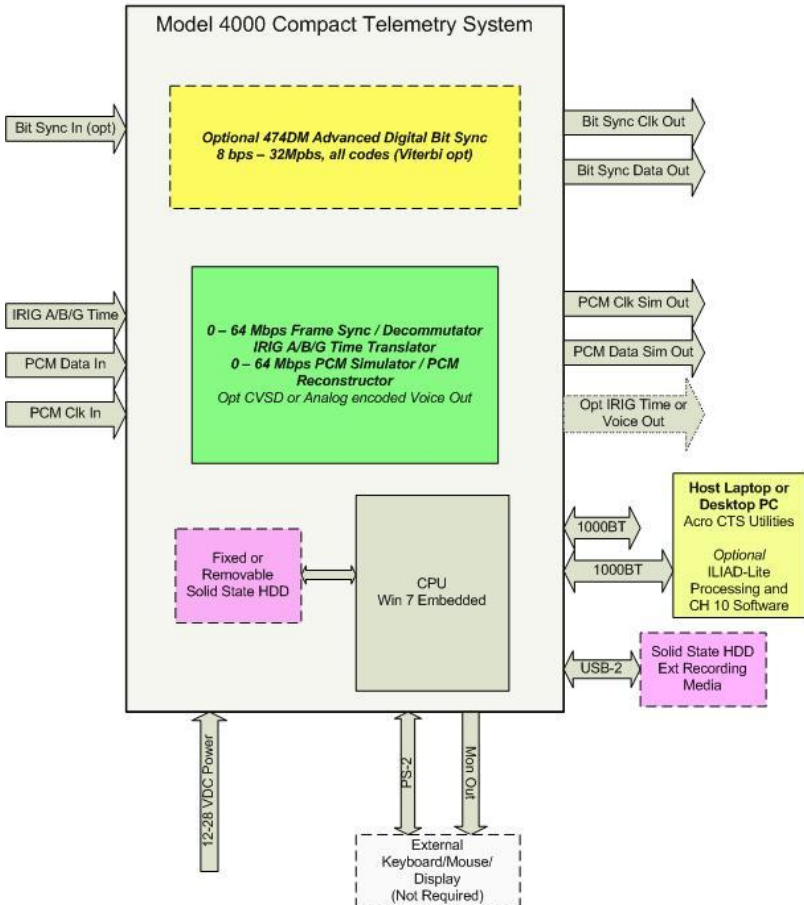 Model 4000 Compact Telemetry System
Optional 474DM Advanced Digital Bit Sync
8 bps – 32Mpbs, all codes (Viterbi opt)
Bit Sync In (opt)
Bit Sync Clk Out
Bit Sync Data Out
IRIG A/B/G Time
PCM Data In
PCM Clk In
0 – 64 Mbps Frame Sync / Decommutator
IRIG A/B/G Time Translator
0 – 64 Mbps PCM Simulator / PCM
Reconstructor
Opt CVSD or Analog encoded Voice Out
PCM Clk Sim Out
PCM Data Sim Out
Opt IRIG Time or
Voice Out
Fixed or
Removable
Solid State HDD
CPU
Win 7 Embedded
1000BT
1000BT
Host Laptop or
Desktop PC
Acro CTS Utilities
Optional
ILIAD-Lite
Processing and
CH 10 Software
USB-2
Solid State HDD
Ext Recording
Media
12-28 VDC Power
PS-2
Mon Out
External
Keyboard/Mouse/
Display
(Not Required)